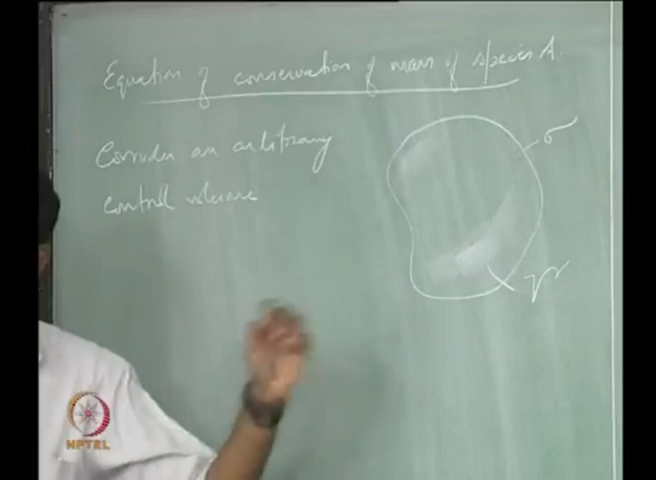 Equation of conservation of mass of species A.
Consider an arbitrary
control volume
σ
V
NPTEL